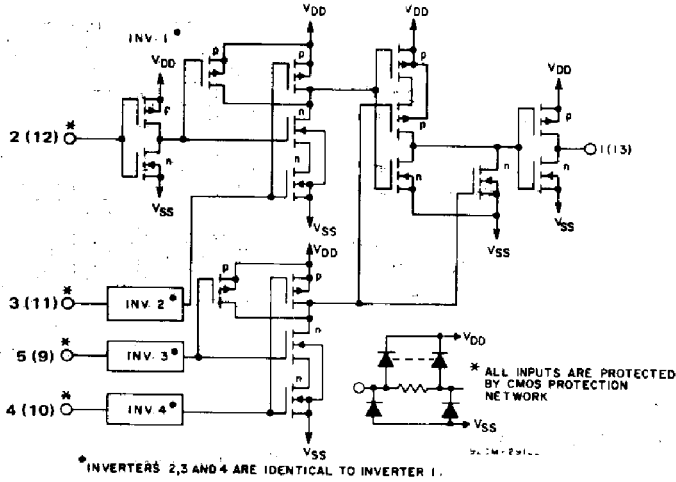 INV. 1 *
VDD
p
n
VSS
2 (12) *
VDD
p
p
n
n
VSS
VDD
p
p
n
n
VSS
VDD
p
n
VSS
1 (13)
3 (11) *
INV. 2 *
5 (9) *
INV. 3 *
4 (10) *
INV. 4 *
VDD
p
p
n
n
VSS
VDD
VSS
* ALL INPUTS ARE PROTECTED
BY CMOS PROTECTION
NETWORK
* INVERTERS 2,3 AND 4 ARE IDENTICAL TO INVERTER 1.